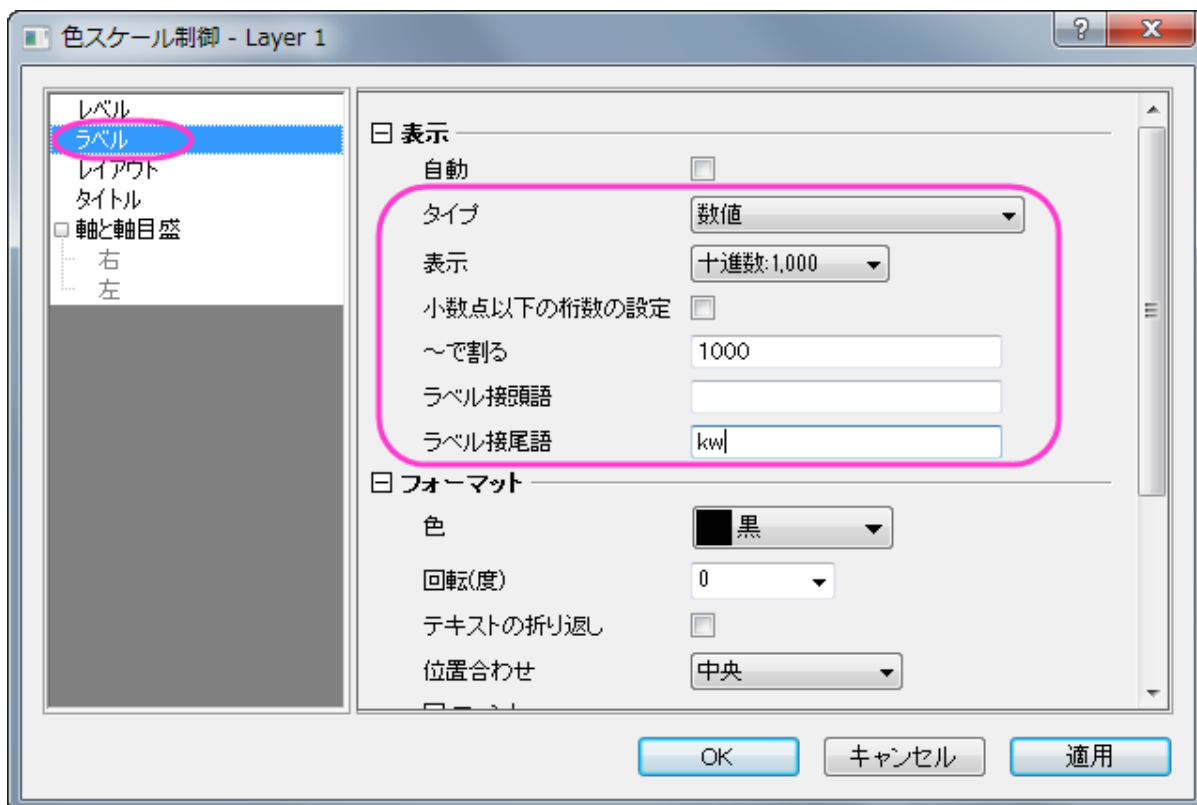 色スケール制御 - Layer 1
レベル
ラベル
レイアウト
タイトル
軸と軸目盛
右
左
表示
自動
タイプ 数値
表示 十進数:1,000
小数点以下の桁数の設定
～で割る 1000
ラベル接頭語
ラベル接尾語 kw
フォーマット
色 黒
回転(度) 0
テキストの折り返し
位置合わせ 中央
OK キャンセル 適用